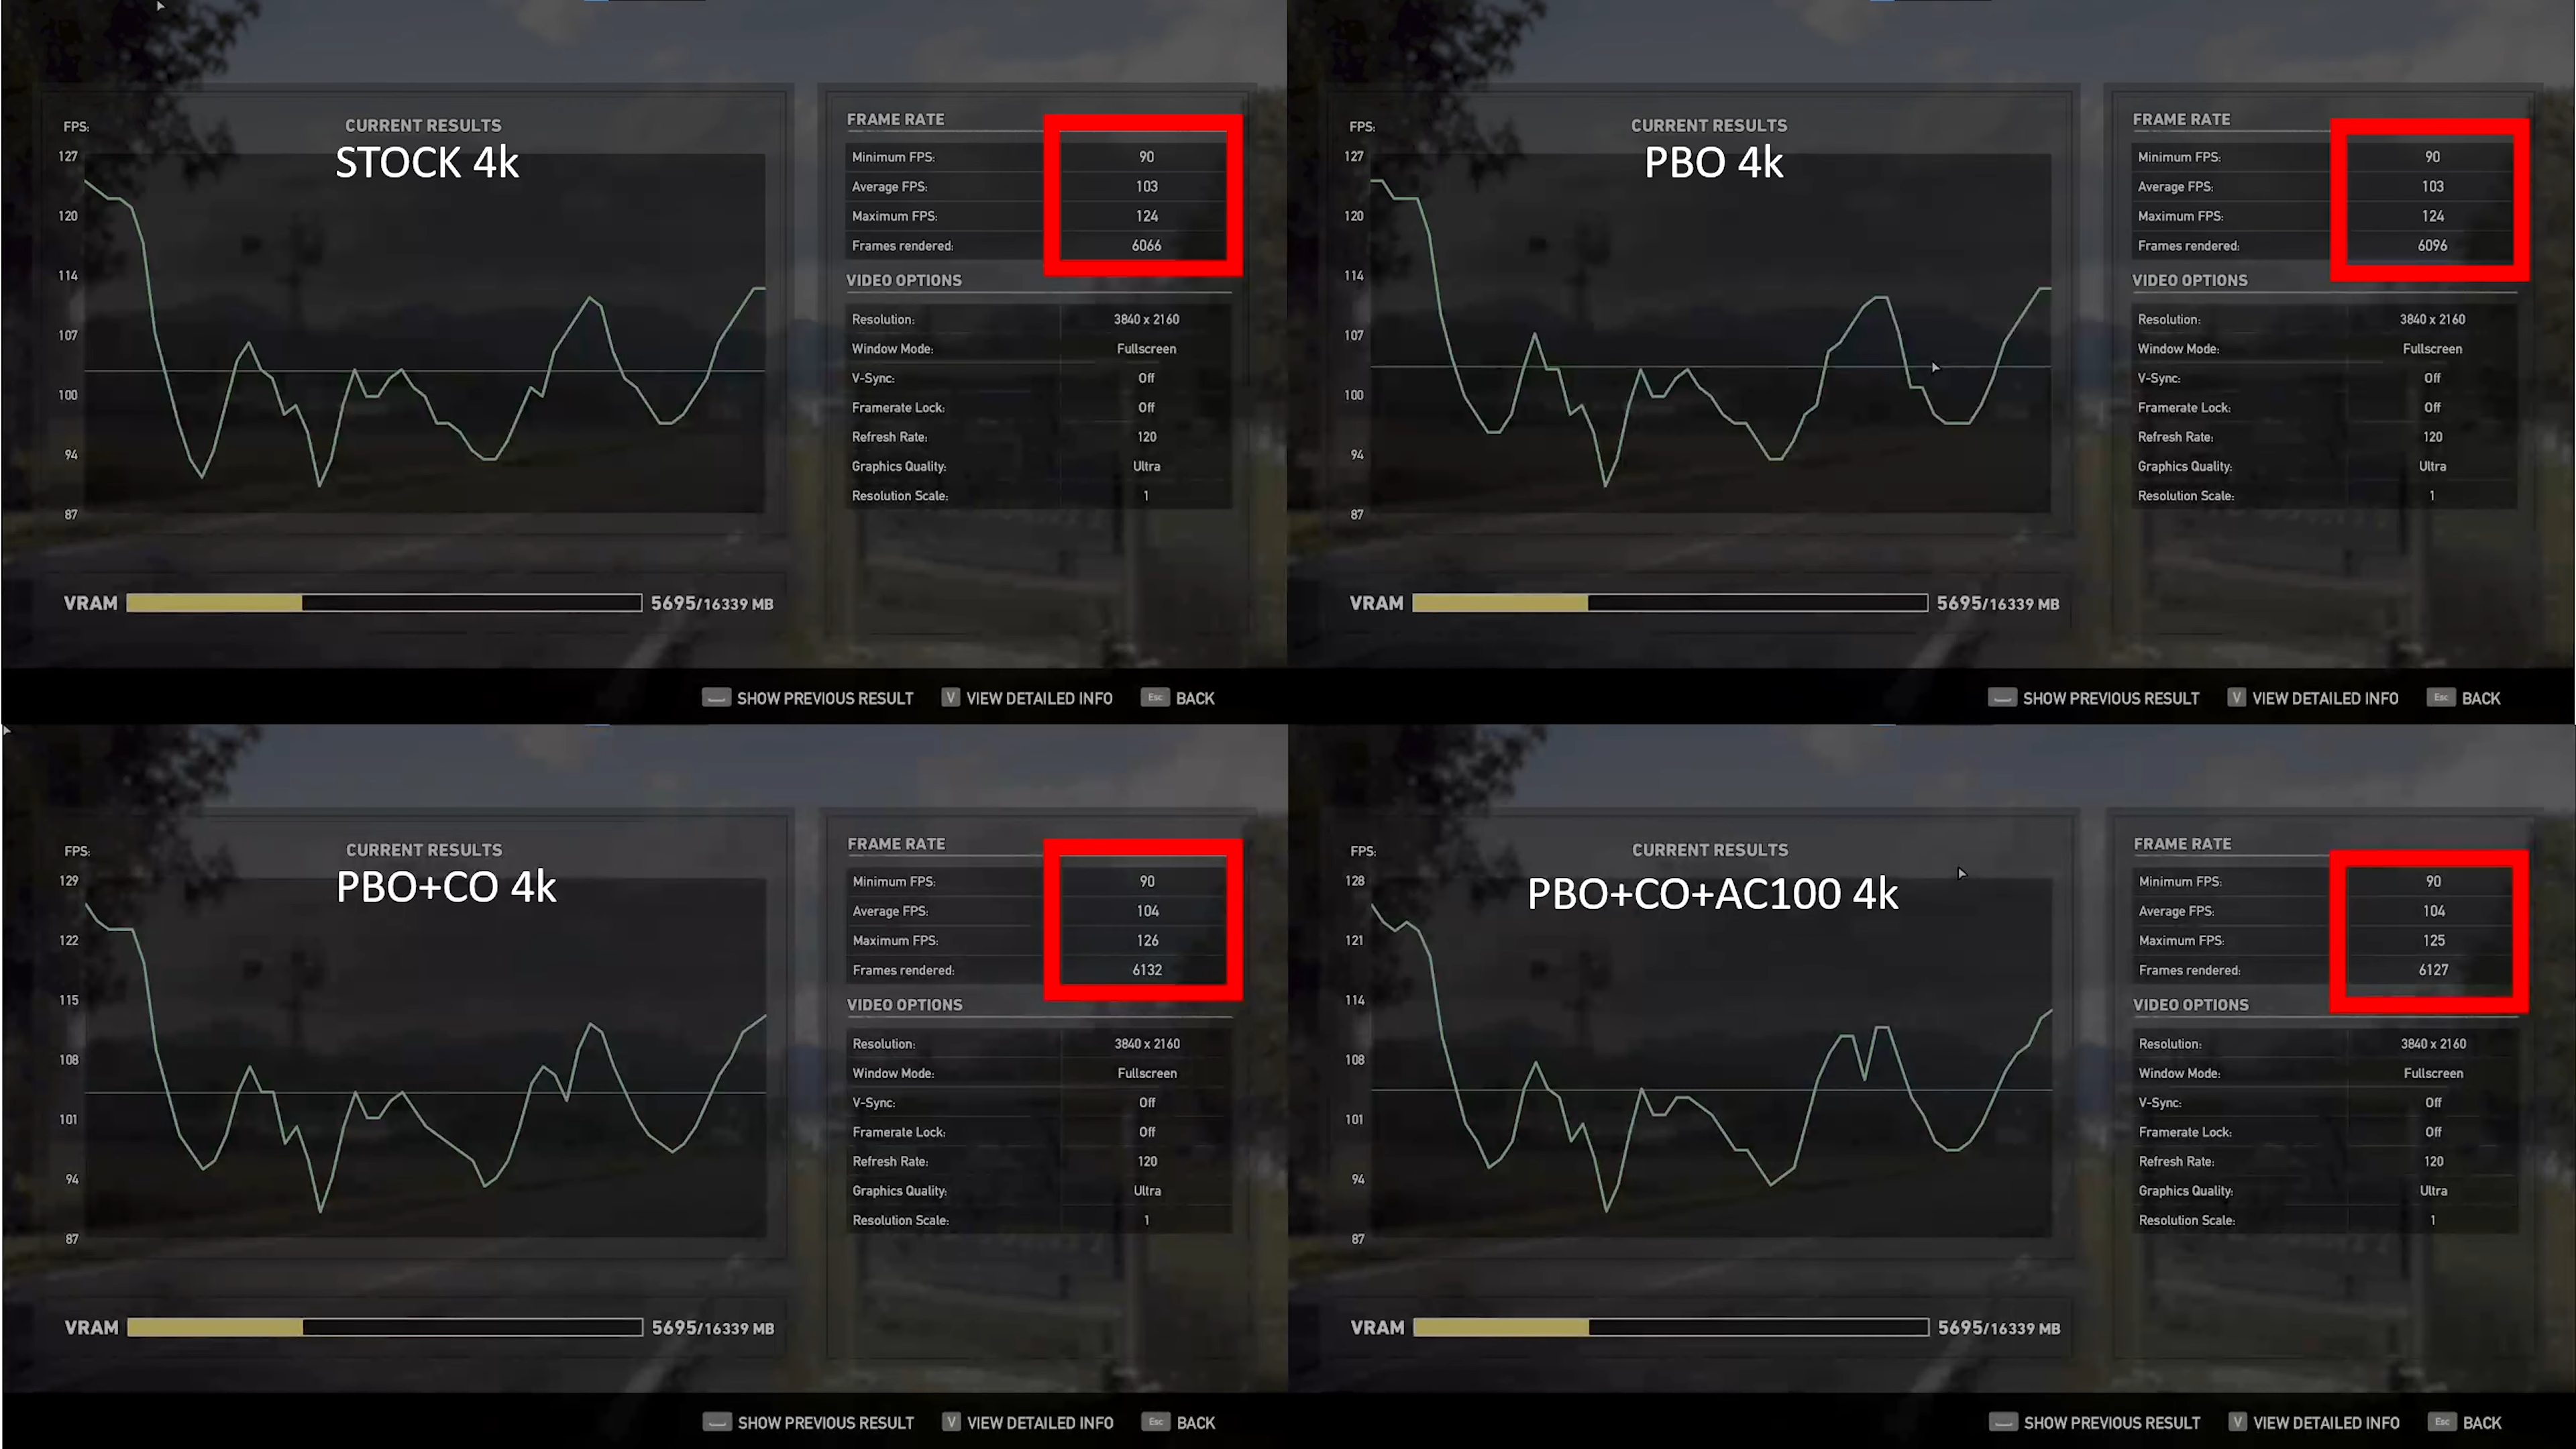 FPS:
CURRENT RESULTS
STOCK 4k
127
120
114
107
100
94
87
VRAM 5695/16339 MB
FRAME RATE
Minimum FPS: 90
Average FPS: 103
Maximum FPS: 124
Frames rendered: 6066
VIDEO OPTIONS
Resolution: 3840 x 2160
Window Mode: Fullscreen
V-Sync: Off
Framerate Lock: Off
Refresh Rate: 120
Graphics Quality: Ultra
Resolution Scale: 1
SHOW PREVIOUS RESULT V VIEW DETAILED INFO Esc BACK
FPS:
CURRENT RESULTS
PBO 4k
127
120
114
107
100
94
87
VRAM 5695/16339 MB
FRAME RATE
Minimum FPS: 90
Average FPS: 103
Maximum FPS: 124
Frames rendered: 6096
VIDEO OPTIONS
Resolution: 3840 x 2160
Window Mode: Fullscreen
V-Sync: Off
Framerate Lock: Off
Refresh Rate: 120
Graphics Quality: Ultra
Resolution Scale: 1
SHOW PREVIOUS RESULT V VIEW DETAILED INFO Esc BACK
FPS:
CURRENT RESULTS
PBO+CO 4k
129
122
115
108
101
94
87
VRAM 5695/16339 MB
FRAME RATE
Minimum FPS: 90
Average FPS: 104
Maximum FPS: 126
Frames rendered: 6132
VIDEO OPTIONS
Resolution: 3840 x 2160
Window Mode: Fullscreen
V-Sync: Off
Framerate Lock: Off
Refresh Rate: 120
Graphics Quality: Ultra
Resolution Scale: 1
SHOW PREVIOUS RESULT V VIEW DETAILED INFO Esc BACK
FPS:
CURRENT RESULTS
PBO+CO+AC100 4k
128
121
114
108
101
94
87
VRAM 5695/16339 MB
FRAME RATE
Minimum FPS: 90
Average FPS: 104
Maximum FPS: 125
Frames rendered: 6127
VIDEO OPTIONS
Resolution: 3840 x 2160
Window Mode: Fullscreen
V-Sync: Off
Framerate Lock: Off
Refresh Rate: 120
Graphics Quality: Ultra
Resolution Scale: 1
SHOW PREVIOUS RESULT V VIEW DETAILED INFO Esc BACK